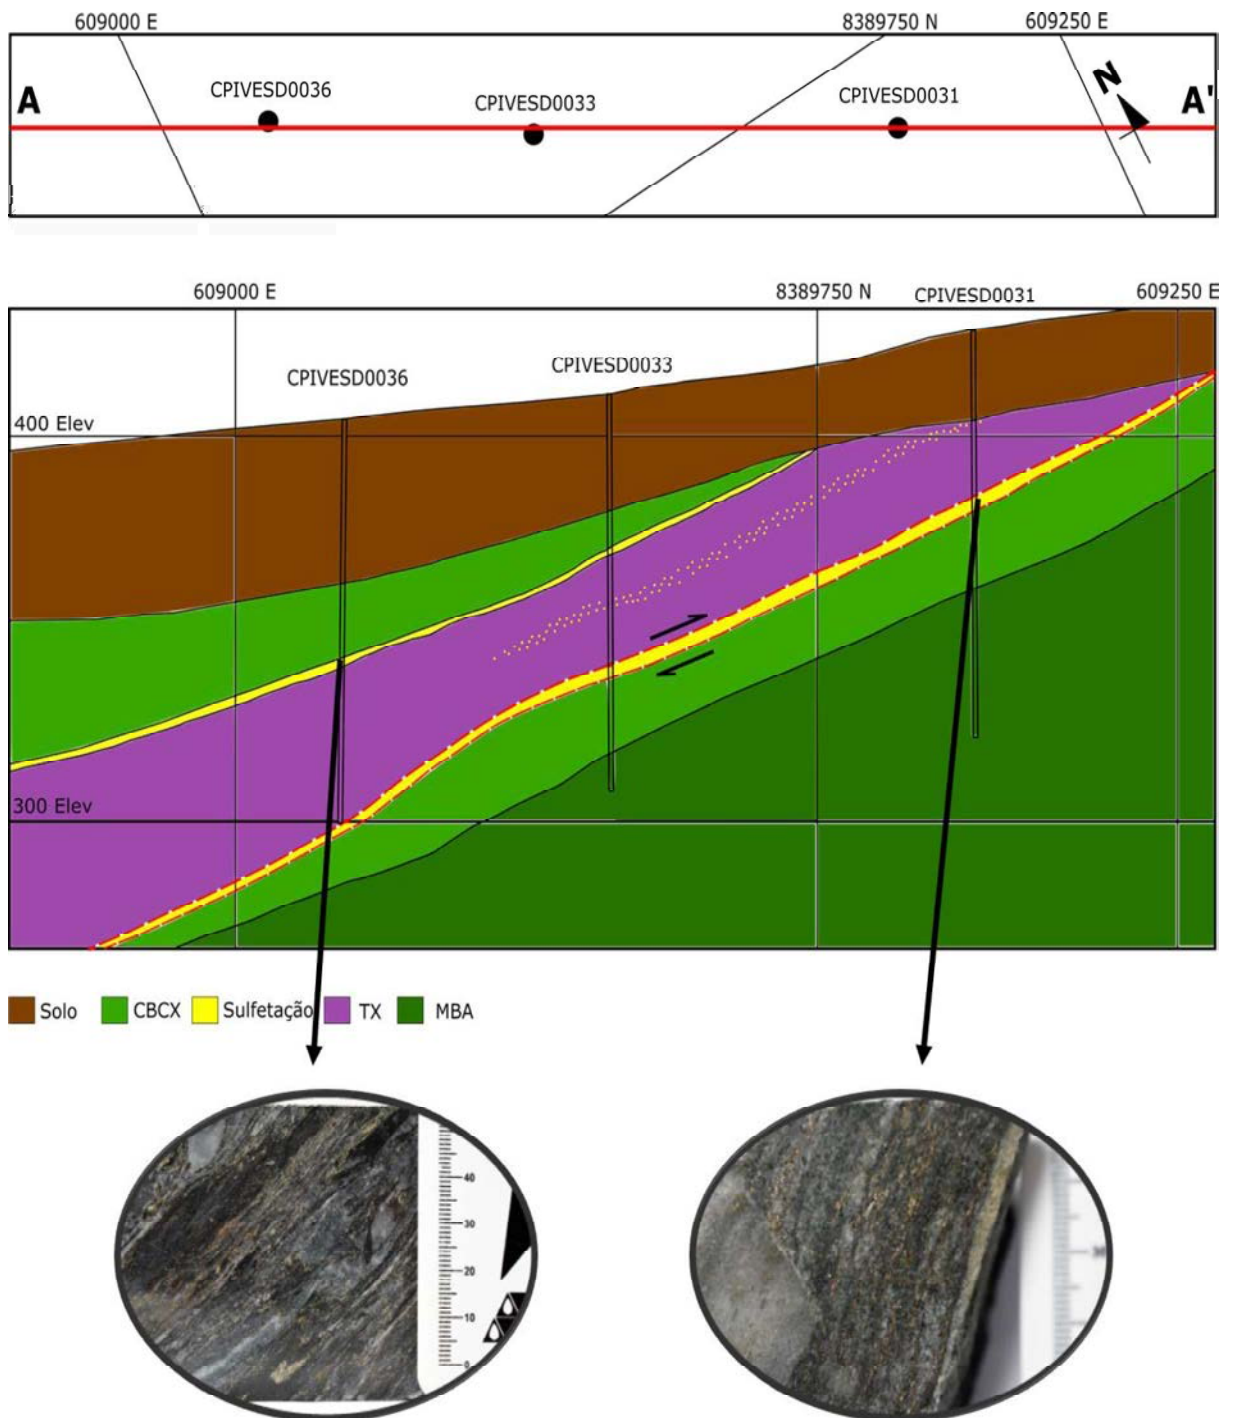 609000 E
8389750 N
609250 E
A
CPIVESD0036
CPIVESD0033
CPIVESD0031
N
A'
609000 E
8389750 N
CPIVESD0031
609250 E
CPIVESD0036
CPIVESD0033
400 Elev
300 Elev
Solo
CBCX
Sulfetação
TX
MBA
40
30
20
10
0